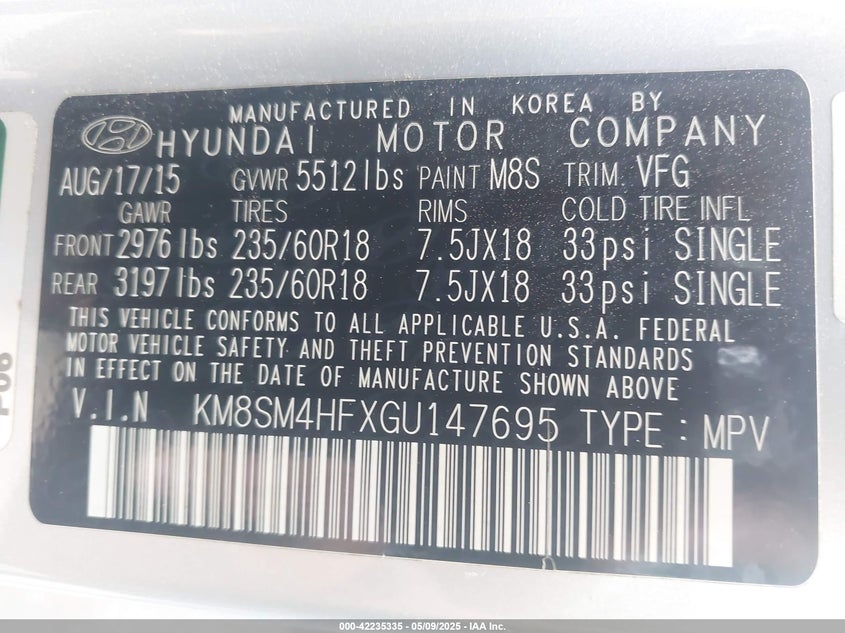 MANUFACTURED IN KOREA BY
HYUNDAI MOTOR COMPANY
AUG/17/15 GVWR 5512lbs PAINT M8S TRIM VFG
GAWR TIRES RIMS COLD TIRE INFL
FRONT 2976lbs 235/60R18 7.5JX18 33psi SINGLE
REAR 3197lbs 235/60R18 7.5JX18 33psi SINGLE
THIS VEHICLE CONFORMS TO ALL APPLICABLE U.S.A. FEDERAL
MOTOR VEHICLE SAFETY AND THEFT PREVENTION STANDARDS
IN EFFECT ON THE DATE OF MANUFACTURE SHOWN ABOVE
V.I.N KM8SM4HFXGU147695 TYPE : MPV
000-42235335 - 05/09/2025 - IAA Inc.